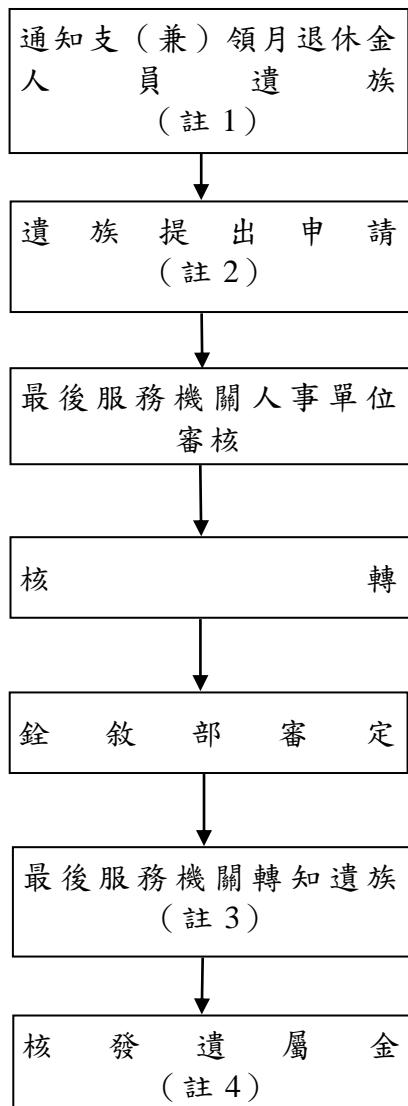 通知支（兼）領月退休金
人員遺族
（註 1）
遺族提出申請
（註 2）
最後服務機關人事單位
審核
核轉
銓敘部審定
最後服務機關轉知遺族
（註 3）
核發遺屬金
（註 4）